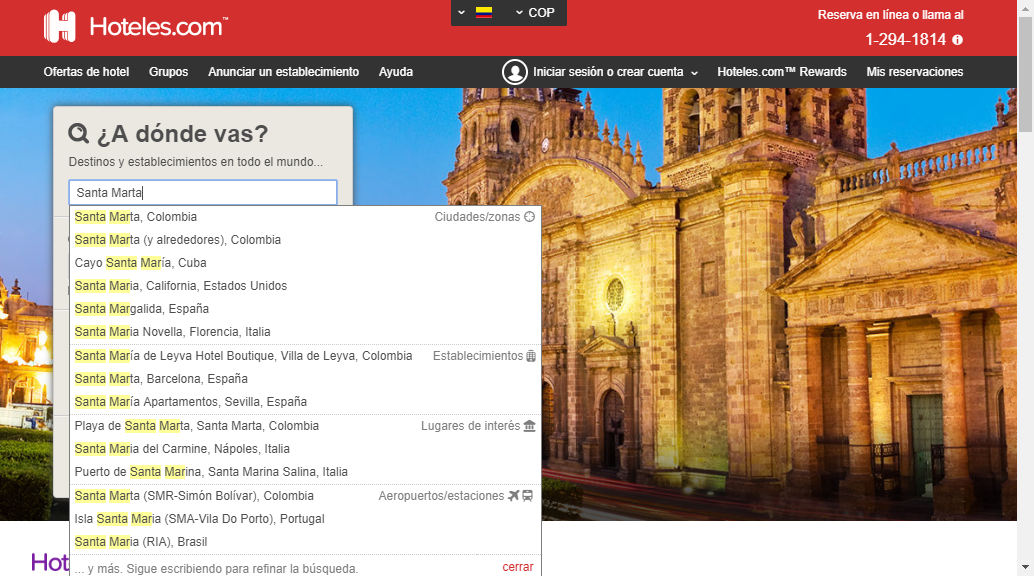 Hoteles.com™
COP
Reserva en línea o llama al
1-294-1814
Ofertas de hotel Grupos Anunciar un establecimiento Ayuda Iniciar sesión o crear cuenta Hoteles.com™ Rewards Mis reservaciones
¿A dónde vas?
Destinos y establecimientos en todo el mundo...
Santa Marta
Santa Marta, Colombia Ciudades/zonas
Santa Marta (y alrededores), Colombia
Cayo Santa María, Cuba
Santa Maria, California, Estados Unidos
Santa Margalida, España
Santa Maria Novella, Florencia, Italia
Santa María de Leyva Hotel Boutique, Villa de Leyva, Colombia Establecimientos
Santa Marta, Barcelona, España
Santa María Apartamentos, Sevilla, España
Playa de Santa Marta, Santa Marta, Colombia Lugares de interés
Santa Maria del Carmine, Nápoles, Italia
Puerto de Santa Marina, Santa Marina Salina, Italia
Santa Marta (SMR-Simón Bolívar), Colombia Aeropuertos/estaciones
Isla Santa Maria (SMA-Vila Do Porto), Portugal
Santa Maria (RIA), Brasil
... y más. Sigue escribiendo para refinar la búsqueda. cerrar
Hot